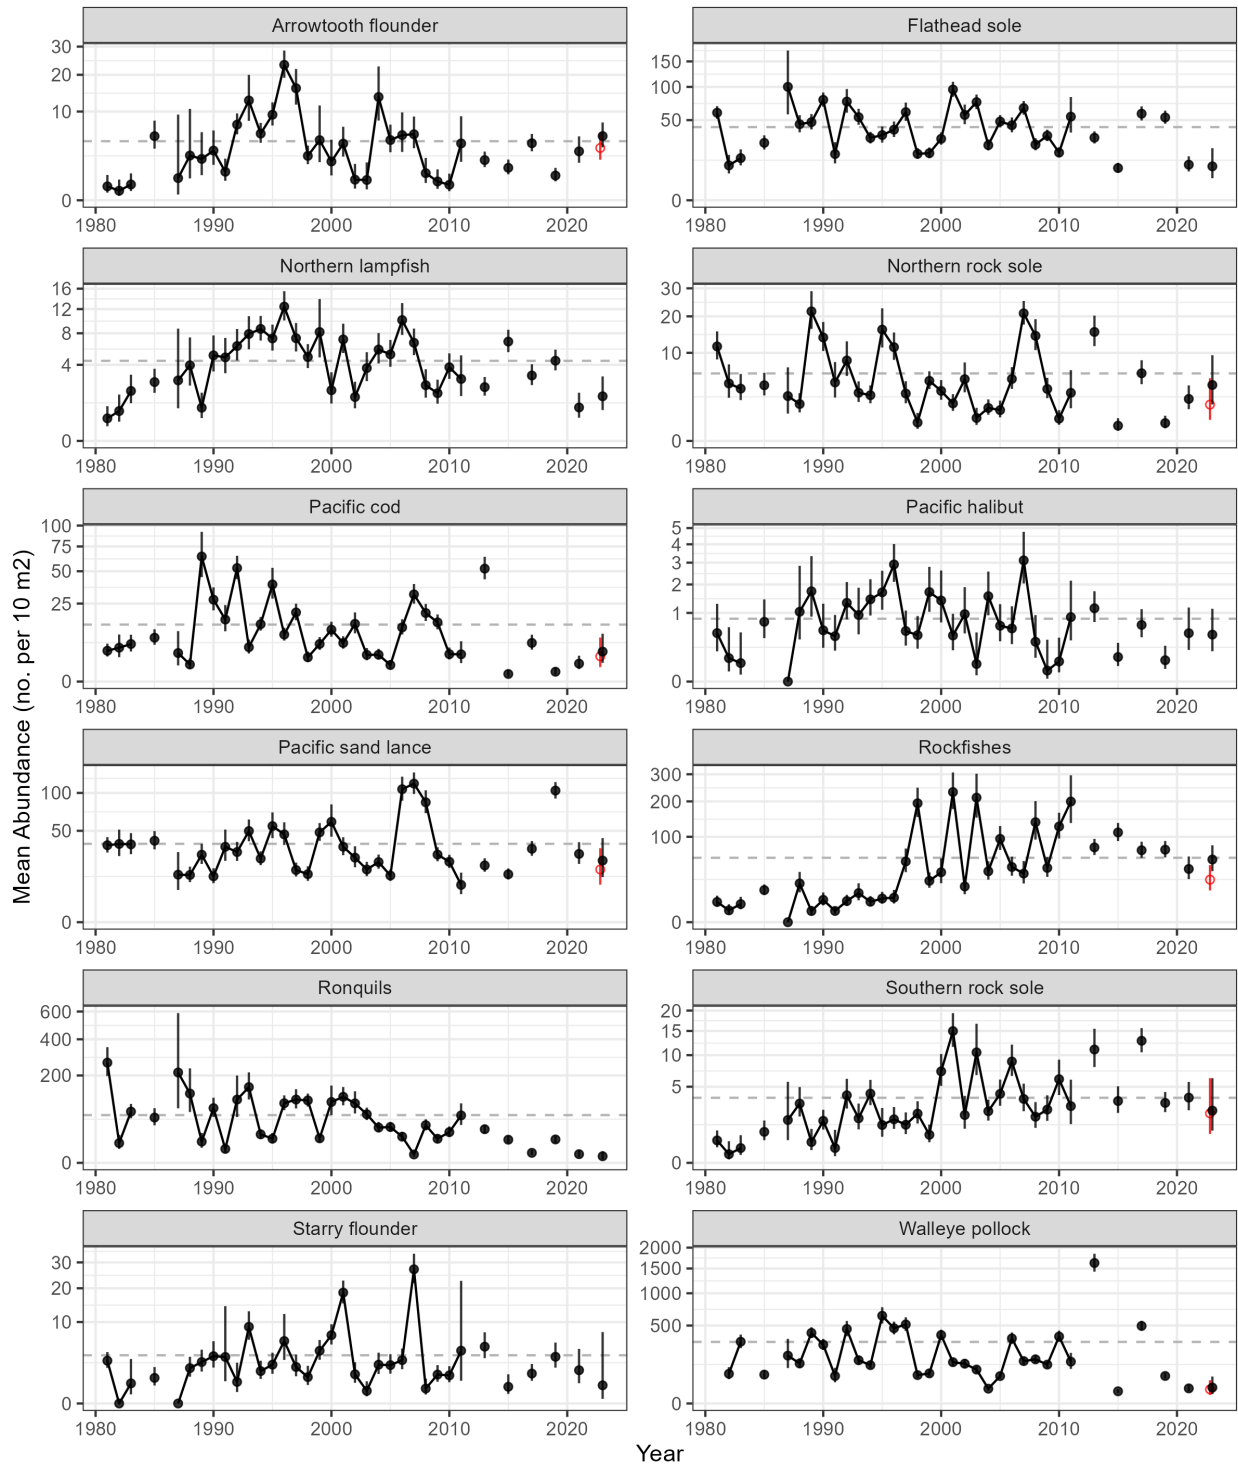 Mean Abundance (no. per 10 m2)
Arrowtooth flounder
30
20
10
0
1980 1990 2000 2010 2020
Flathead sole
150
100
50
0
1980 1990 2000 2010 2020
Northern lampfish
16
12
8
4
0
1980 1990 2000 2010 2020
Northern rock sole
30
20
10
0
1980 1990 2000 2010 2020
Pacific cod
100
75
50
25
0
1980 1990 2000 2010 2020
Pacific halibut
5
4
3
2
1
0
1980 1990 2000 2010 2020
Pacific sand lance
100
50
0
1980 1990 2000 2010 2020
Rockfishes
300
200
100
0
1980 1990 2000 2010 2020
Ronquils
600
400
200
0
1980 1990 2000 2010 2020
Southern rock sole
20
15
10
5
0
1980 1990 2000 2010 2020
Starry flounder
30
20
10
0
1980 1990 2000 2010 2020
Walleye pollock
2000
1500
1000
500
0
1980 1990 2000 2010 2020
Year